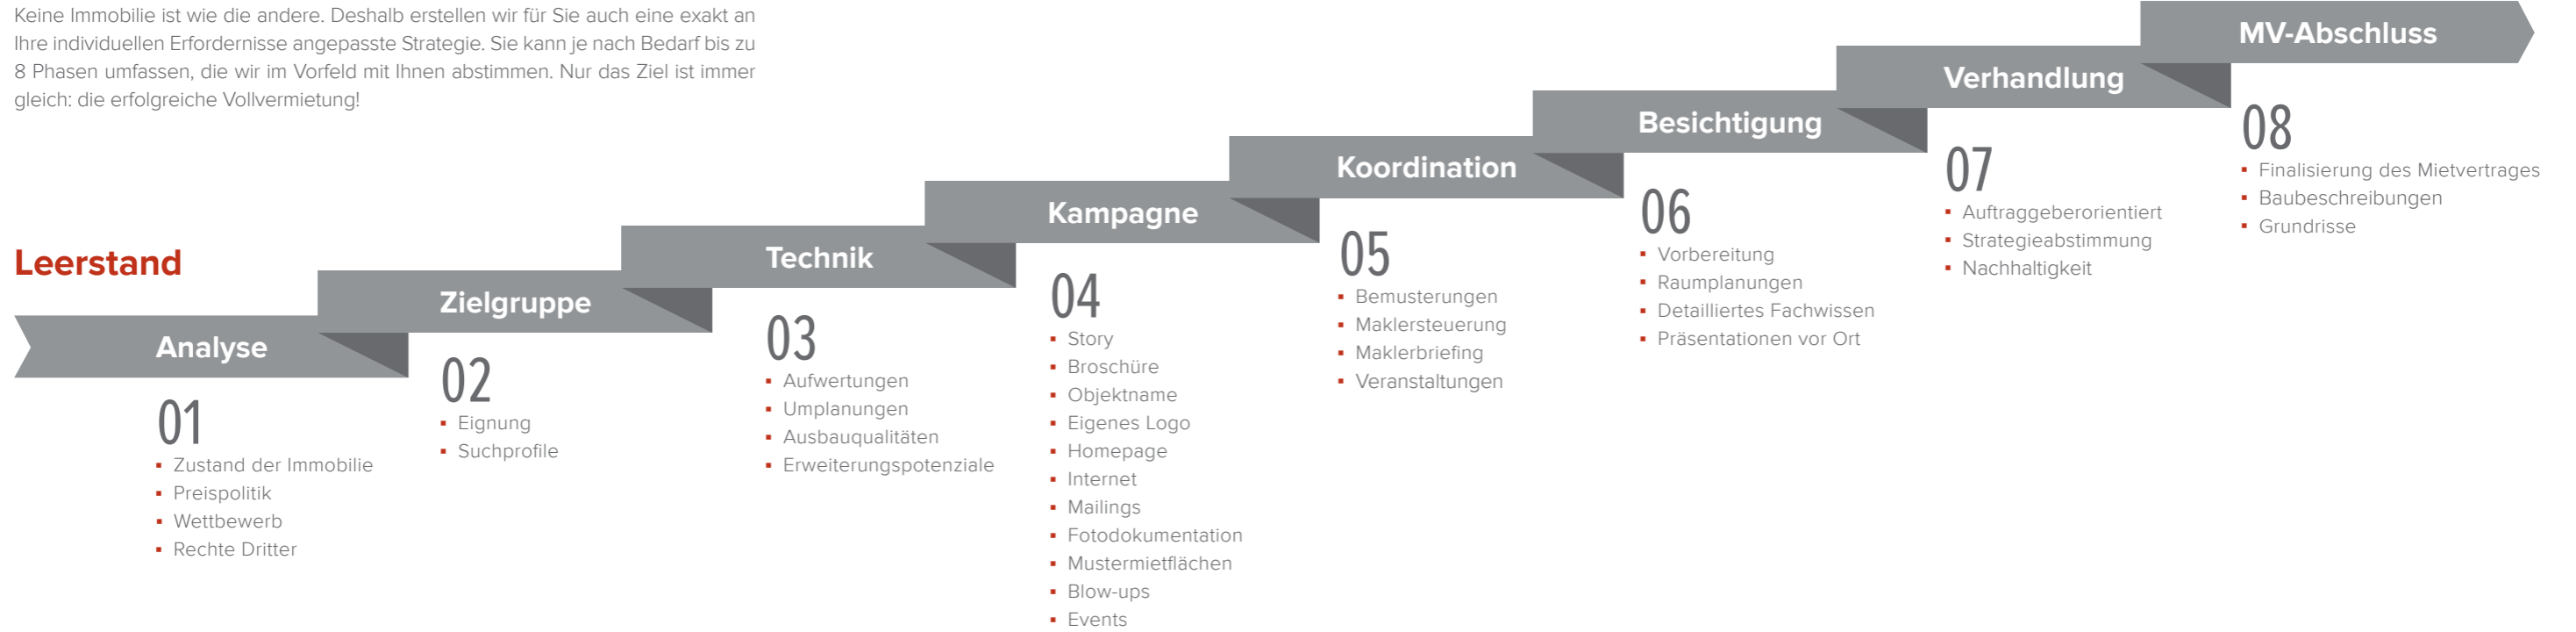 Keine Immobilie ist wie die andere. Deshalb erstellen wir für Sie auch eine exakt an
Ihre individuellen Erfordernisse angepasste Strategie. Sie kann je nach Bedarf bis zu
8 Phasen umfassen, die wir im Vorfeld mit Ihnen abstimmen. Nur das Ziel ist immer
gleich: die erfolgreiche Vollvermietung!
Leerstand
Analyse
01
▪ Zustand der Immobilie
▪ Preispolitik
▪ Wettbewerb
▪ Rechte Dritter
Zielgruppe
02
▪ Eignung
▪ Suchprofile
Technik
03
▪ Aufwertungen
▪ Umplanungen
▪ Ausbauqualitäten
▪ Erweiterungspotenziale
Kampagne
04
▪ Story
▪ Broschüre
▪ Objektname
▪ Eigenes Logo
▪ Homepage
▪ Internet
▪ Mailings
▪ Fotodokumentation
▪ Mustermietflächen
▪ Blow-ups
▪ Events
Koordination
05
▪ Bemusterungen
▪ Maklersteuerung
▪ Maklerbriefing
▪ Veranstaltungen
Besichtigung
06
▪ Vorbereitung
▪ Raumplanungen
▪ Detailliertes Fachwissen
▪ Präsentationen vor Ort
Verhandlung
07
▪ Auftraggeberorientiert
▪ Strategieabstimmung
▪ Nachhaltigkeit
MV-Abschluss
08
▪ Finalisierung des Mietvertrages
▪ Baubeschreibungen
▪ Grundrisse